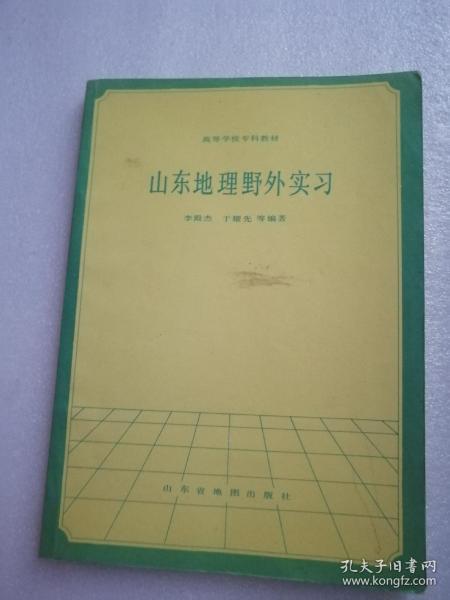 高等学校专科教材
山东地理野外实习
李殿杰 于耀先 等编著
山东省地图出版社
孔夫子旧书网
www.kongfz.com